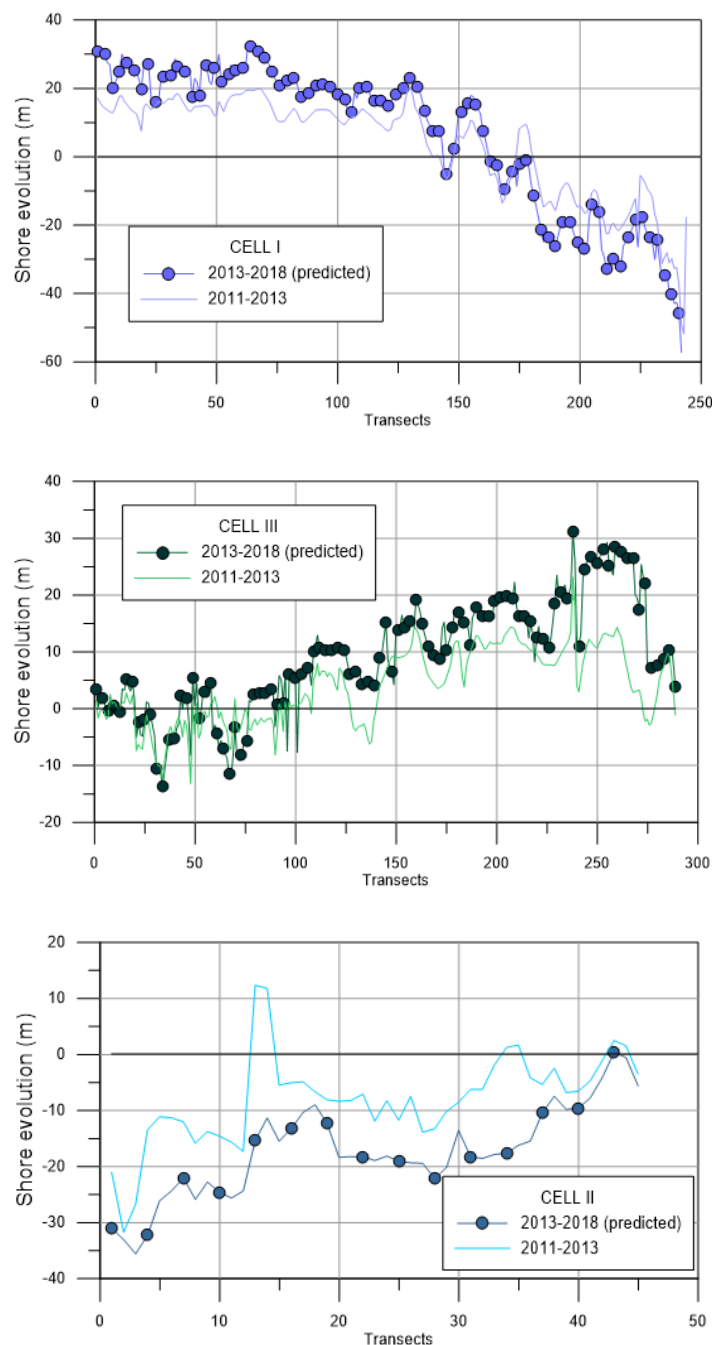 40
20
0
-20
-40
-60
Shore evolution (m)
CELL I
2013-2018 (predicted)
2011-2013
0 50 100 150 200 250
Transects
40
30
20
10
0
-10
-20
Shore evolution (m)
CELL III
2013-2018 (predicted)
2011-2013
0 50 100 150 200 250 300
Transects
20
10
0
-10
-20
-30
-40
Shore evolution (m)
CELL II
2013-2018 (predicted)
2011-2013
0 10 20 30 40 50
Transects